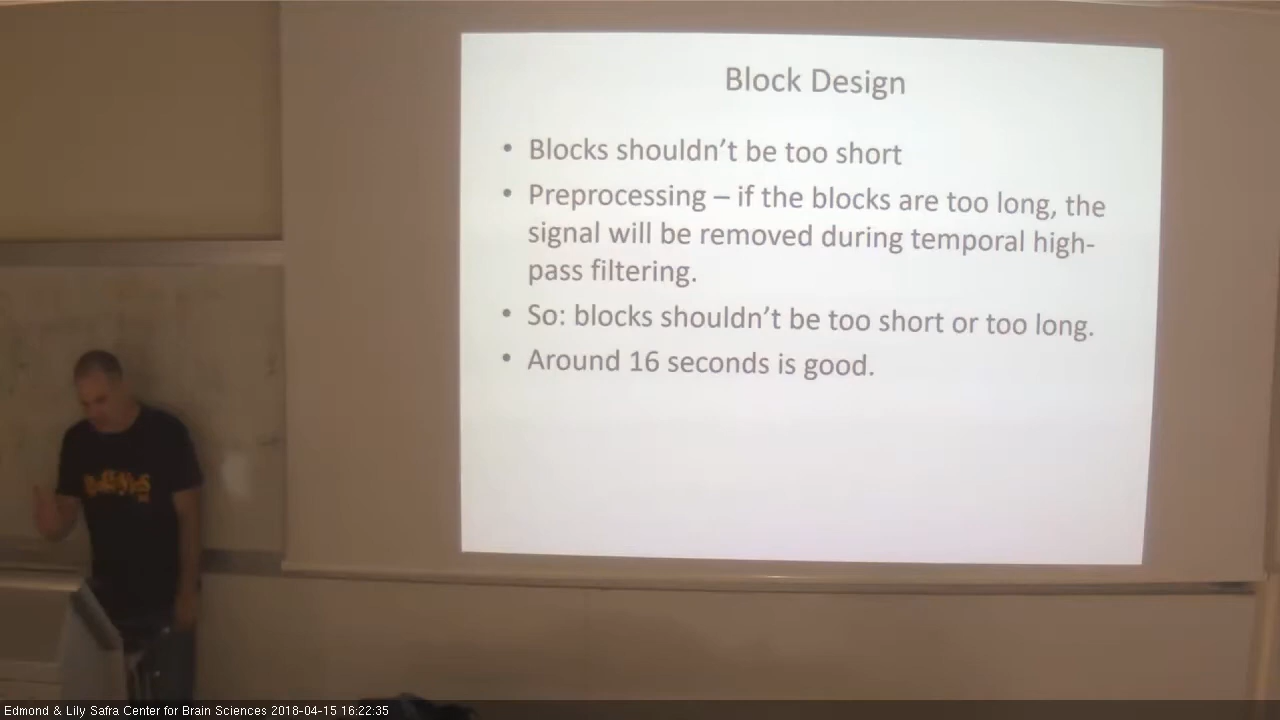 Block Design
• Blocks shouldn't be too short
• Preprocessing – if the blocks are too long, the
signal will be removed during temporal high-
pass filtering.
• So: blocks shouldn't be too short or too long.
• Around 16 seconds is good.
Edmond & Lily Safra Center for Brain Sciences 2018-04-15 16:22:35